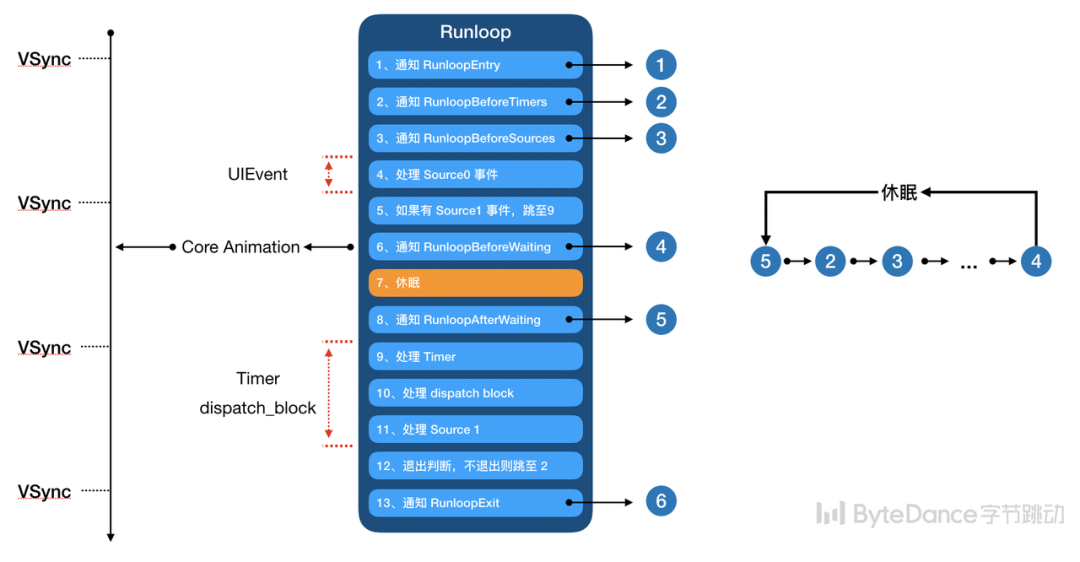 VSync
VSync
VSync
VSync
UIEvent
Core Animation
Timer
dispatch_block
Runloop
1、通知 RunloopEntry
2、通知 RunloopBeforeTimers
3、通知 RunloopBeforeSources
4、处理 Source0 事件
5、如果有 Source1 事件，跳至9
6、通知 RunloopBeforeWaiting
7、休眠
8、通知 RunloopAfterWaiting
9、处理 Timer
10、处理 dispatch block
11、处理 Source 1
12、退出判断，不退出则跳至 2
13、通知 RunloopExit
1
2
3
4
5
6
休眠
5 2 3 ... 4
ByteDance字节跳动